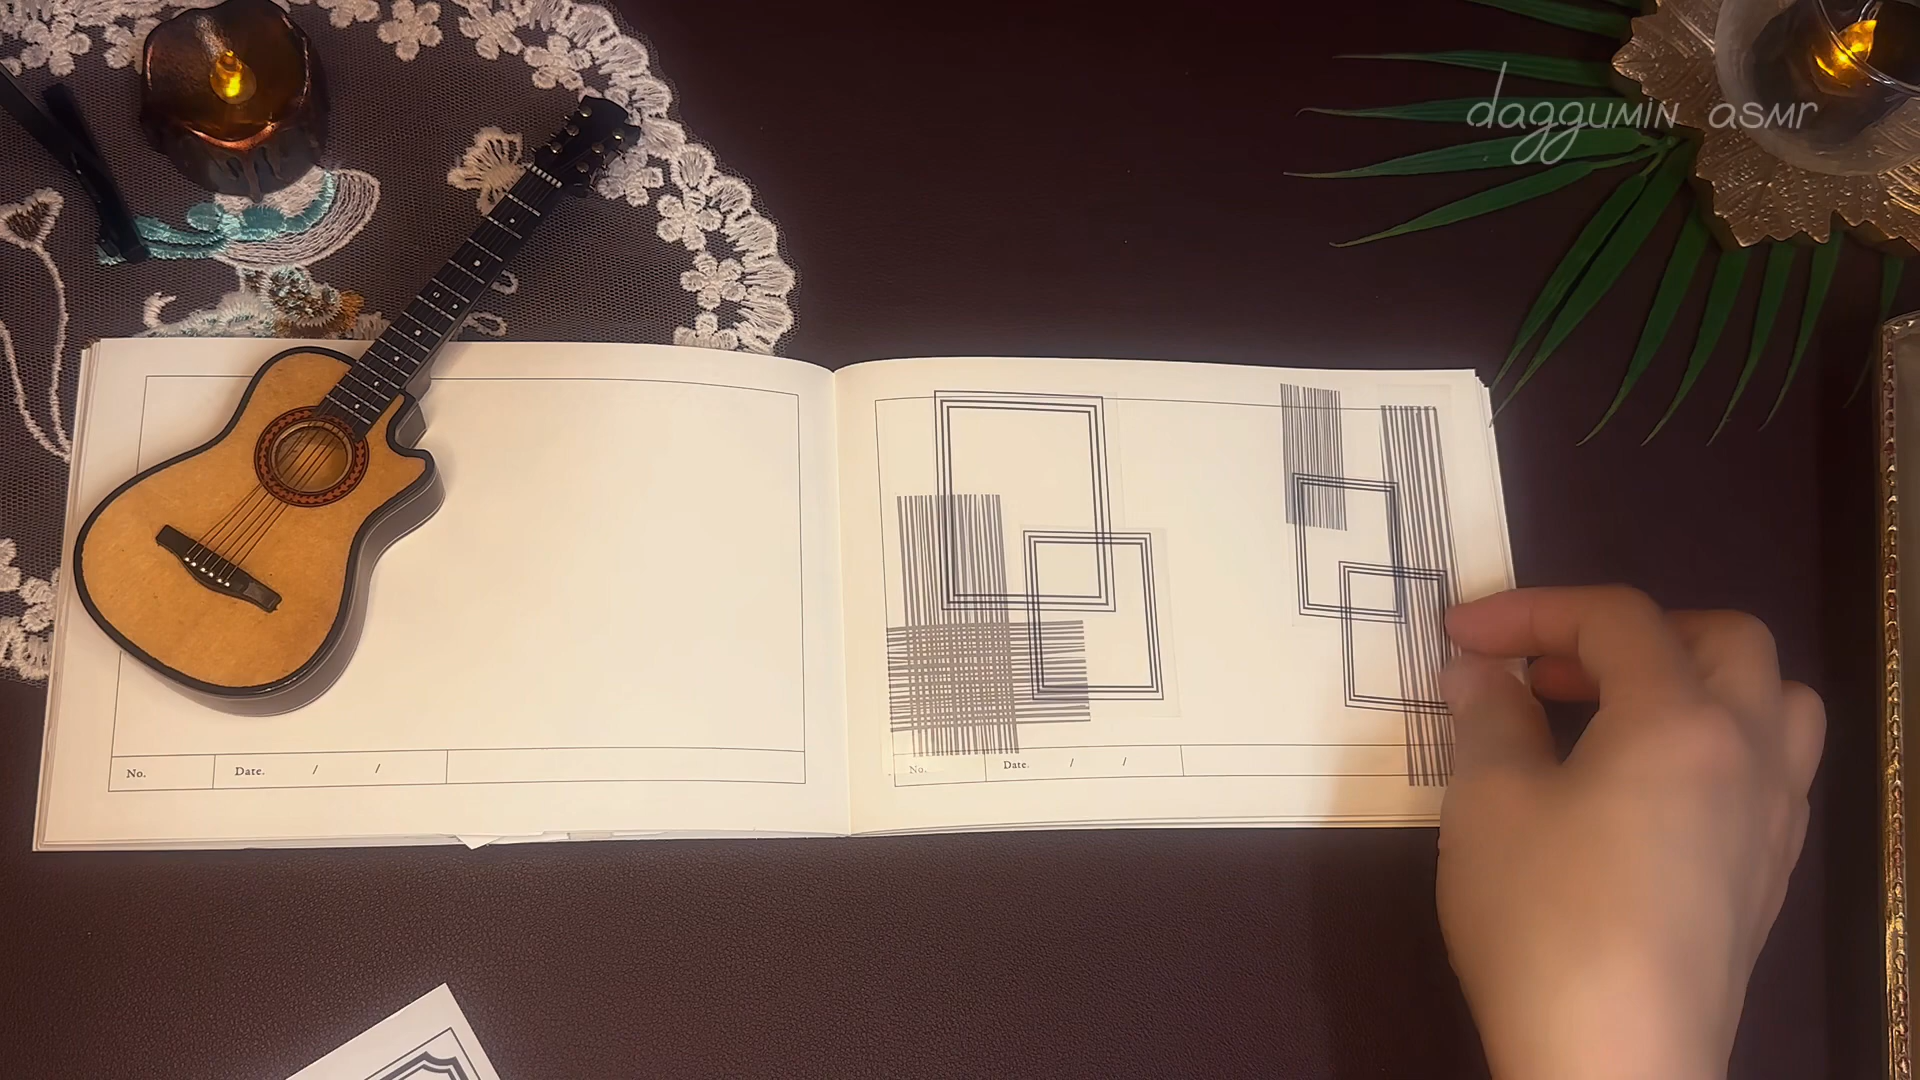 daggumin asmr
No.
Date. / /
No.
Date. / /